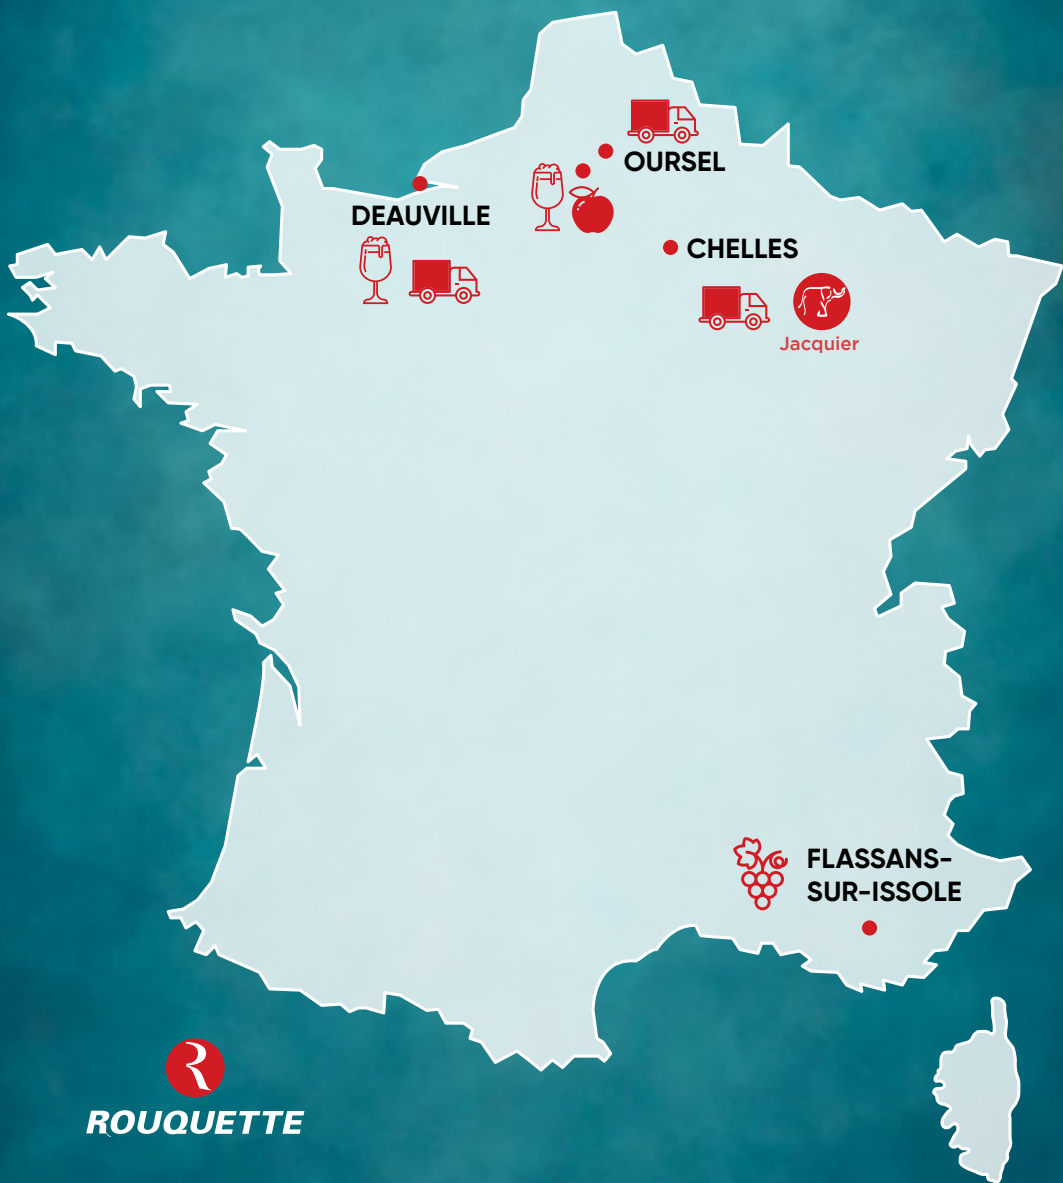 OURSEL
DEAUVILLE
CHELLES
Jacquier
FLASSANS-
SUR-ISSOLE
R
ROUQUETTE